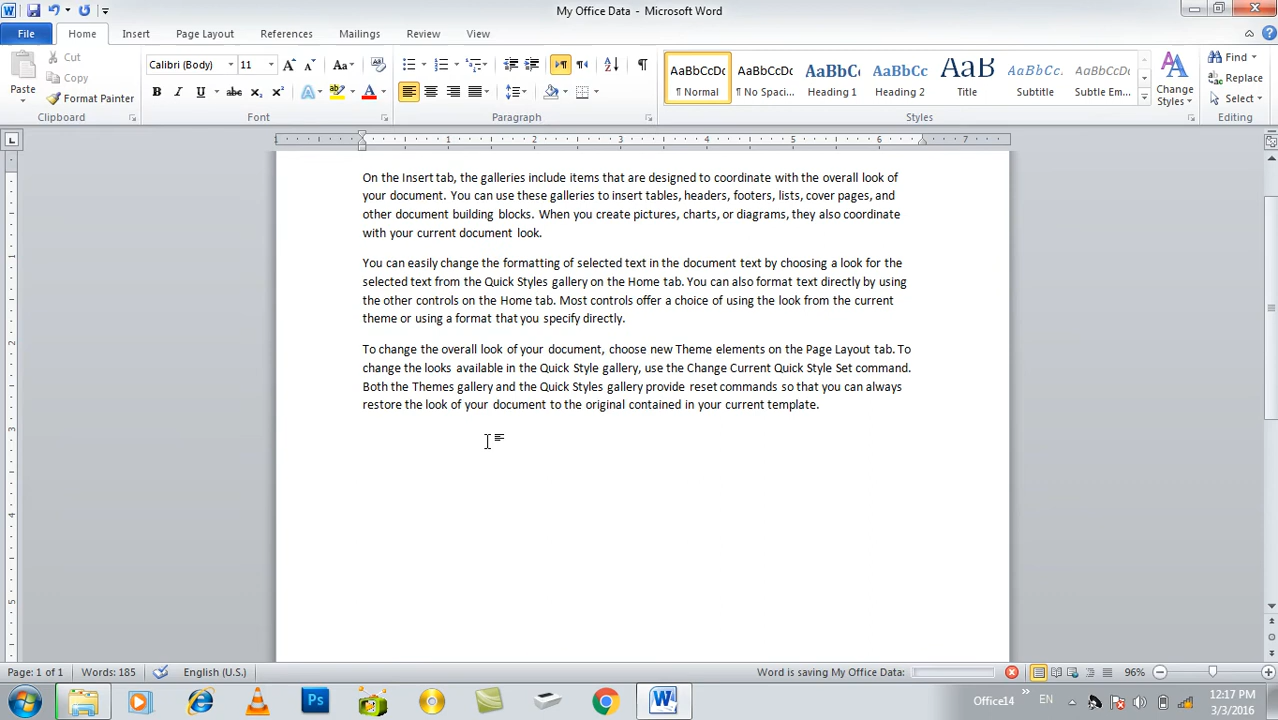 My Office Data - Microsoft Word
File Home Insert Page Layout References Mailings Review View
Paste
Cut
Copy
Format Painter
Clipboard
Calibri (Body) 11
Font
Paragraph
AaBbCcDc AaBbCcDc AaBbCc AaBbCc AaB AaBbCc. AaBbCcDc
¶ Normal ¶ No Spaci... Heading 1 Heading 2 Title Subtitle Subtle Em...
Change Styles
Styles
Find
Replace
Select
Editing
1 2 3 4 5 6 7
On the Insert tab, the galleries include items that are designed to coordinate with the overall look of
your document. You can use these galleries to insert tables, headers, footers, lists, cover pages, and
other document building blocks. When you create pictures, charts, or diagrams, they also coordinate
with your current document look.
You can easily change the formatting of selected text in the document text by choosing a look for the
selected text from the Quick Styles gallery on the Home tab. You can also format text directly by using
the other controls on the Home tab. Most controls offer a choice of using the look from the current
theme or using a format that you specify directly.
To change the overall look of your document, choose new Theme elements on the Page Layout tab. To
change the looks available in the Quick Style gallery, use the Change Current Quick Style Set command.
Both the Themes gallery and the Quick Styles gallery provide reset commands so that you can always
restore the look of your document to the original contained in your current template.
1
2
3
4
5
Page: 1 of 1 Words: 185 English (U.S.) Word is saving My Office Data: 96%
Office14 EN 12:17 PM
3/3/2016